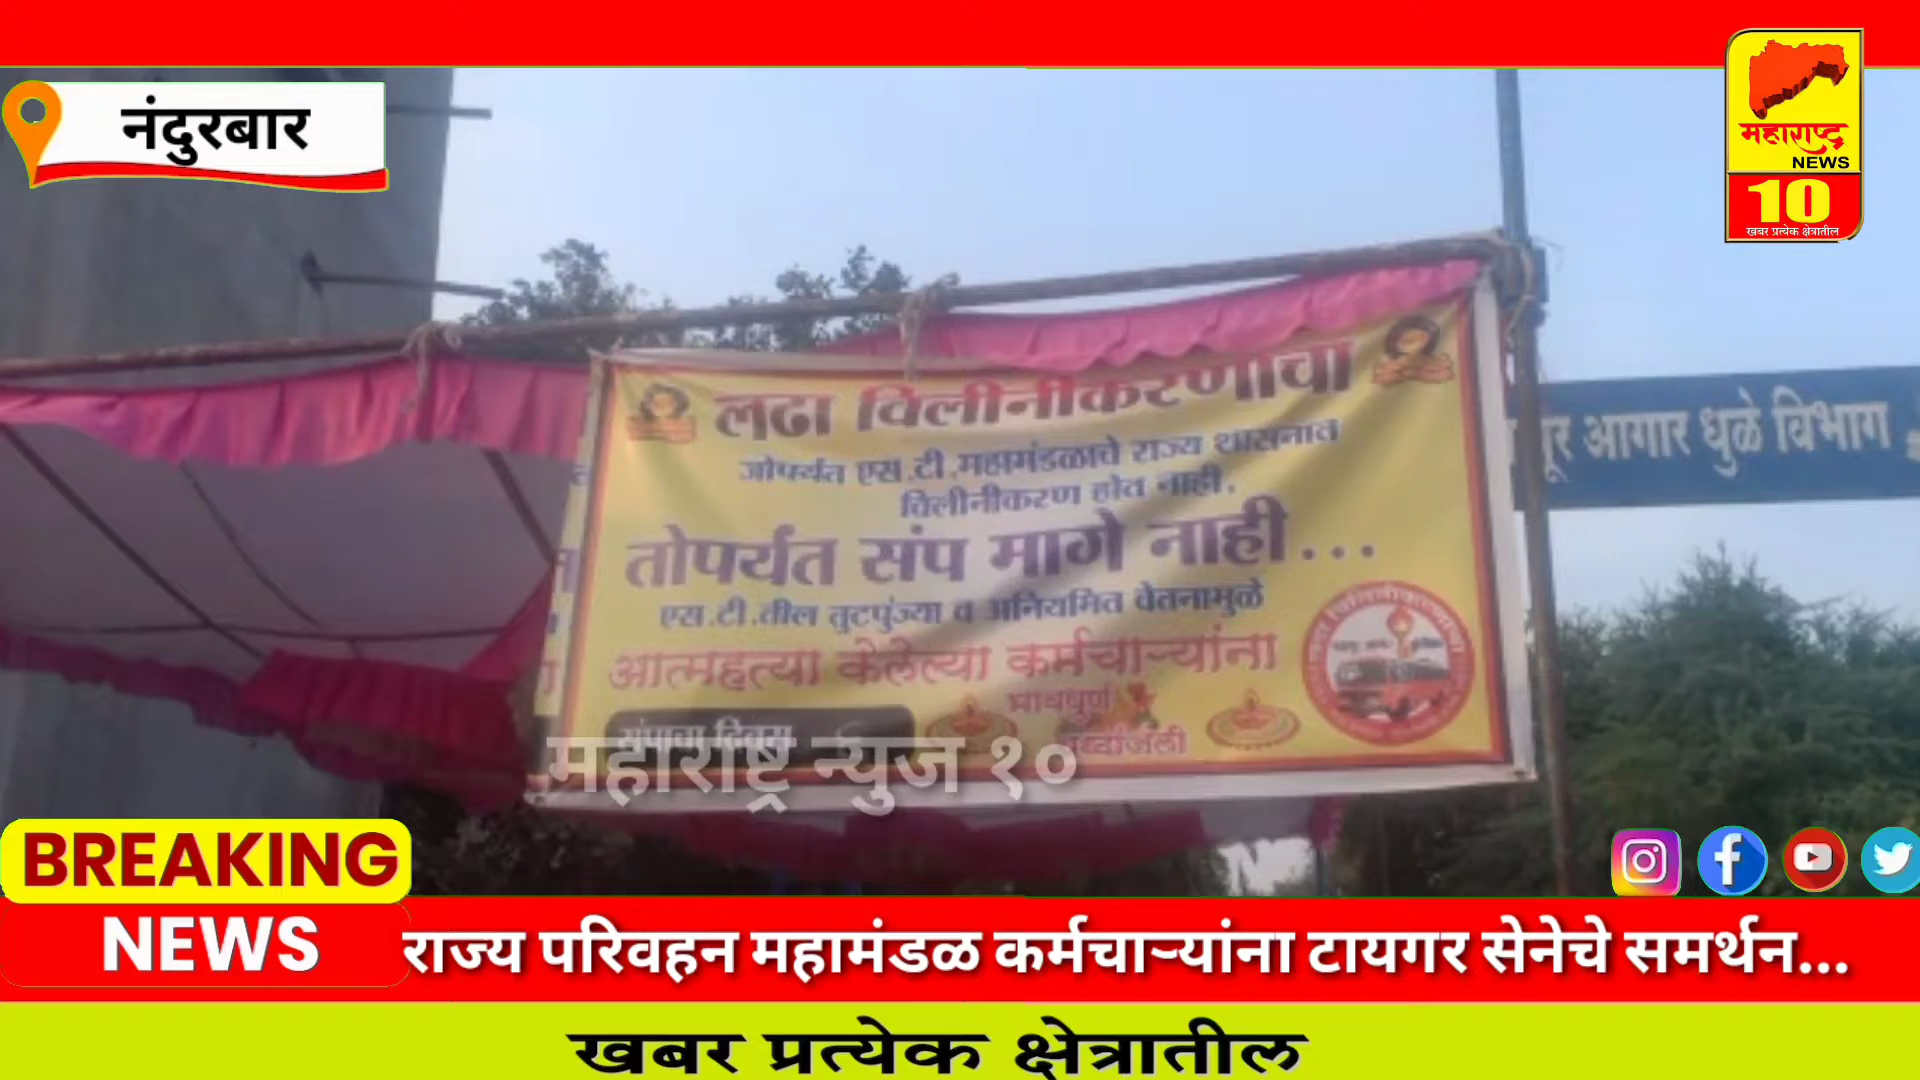 नंदुरबार
महाराष्ट्र
NEWS
10
खबर प्रत्येक क्षेत्रातील
लढा विलीनीकरणाचा
जोपर्यंत एस.टी.महामंडळाचे राज्य शासनात
विलीनीकरण होत नाही,
तोपर्यंत संप मागे नाही...
एस.टी.तील तुटपुंज्या व अनियमित वेतनामुळे
आत्महत्या केलेल्या कर्मचाऱ्यांना
भावपुर्ण
श्रध्दांजली
संपाचा दिवस
आगार धुळे विभाग
महाराष्ट्र न्युज १०
BREAKING
NEWS
राज्य परिवहन महामंडळ कर्मचाऱ्यांना टायगर सेनेचे समर्थन...
खबर प्रत्येक क्षेत्रातील